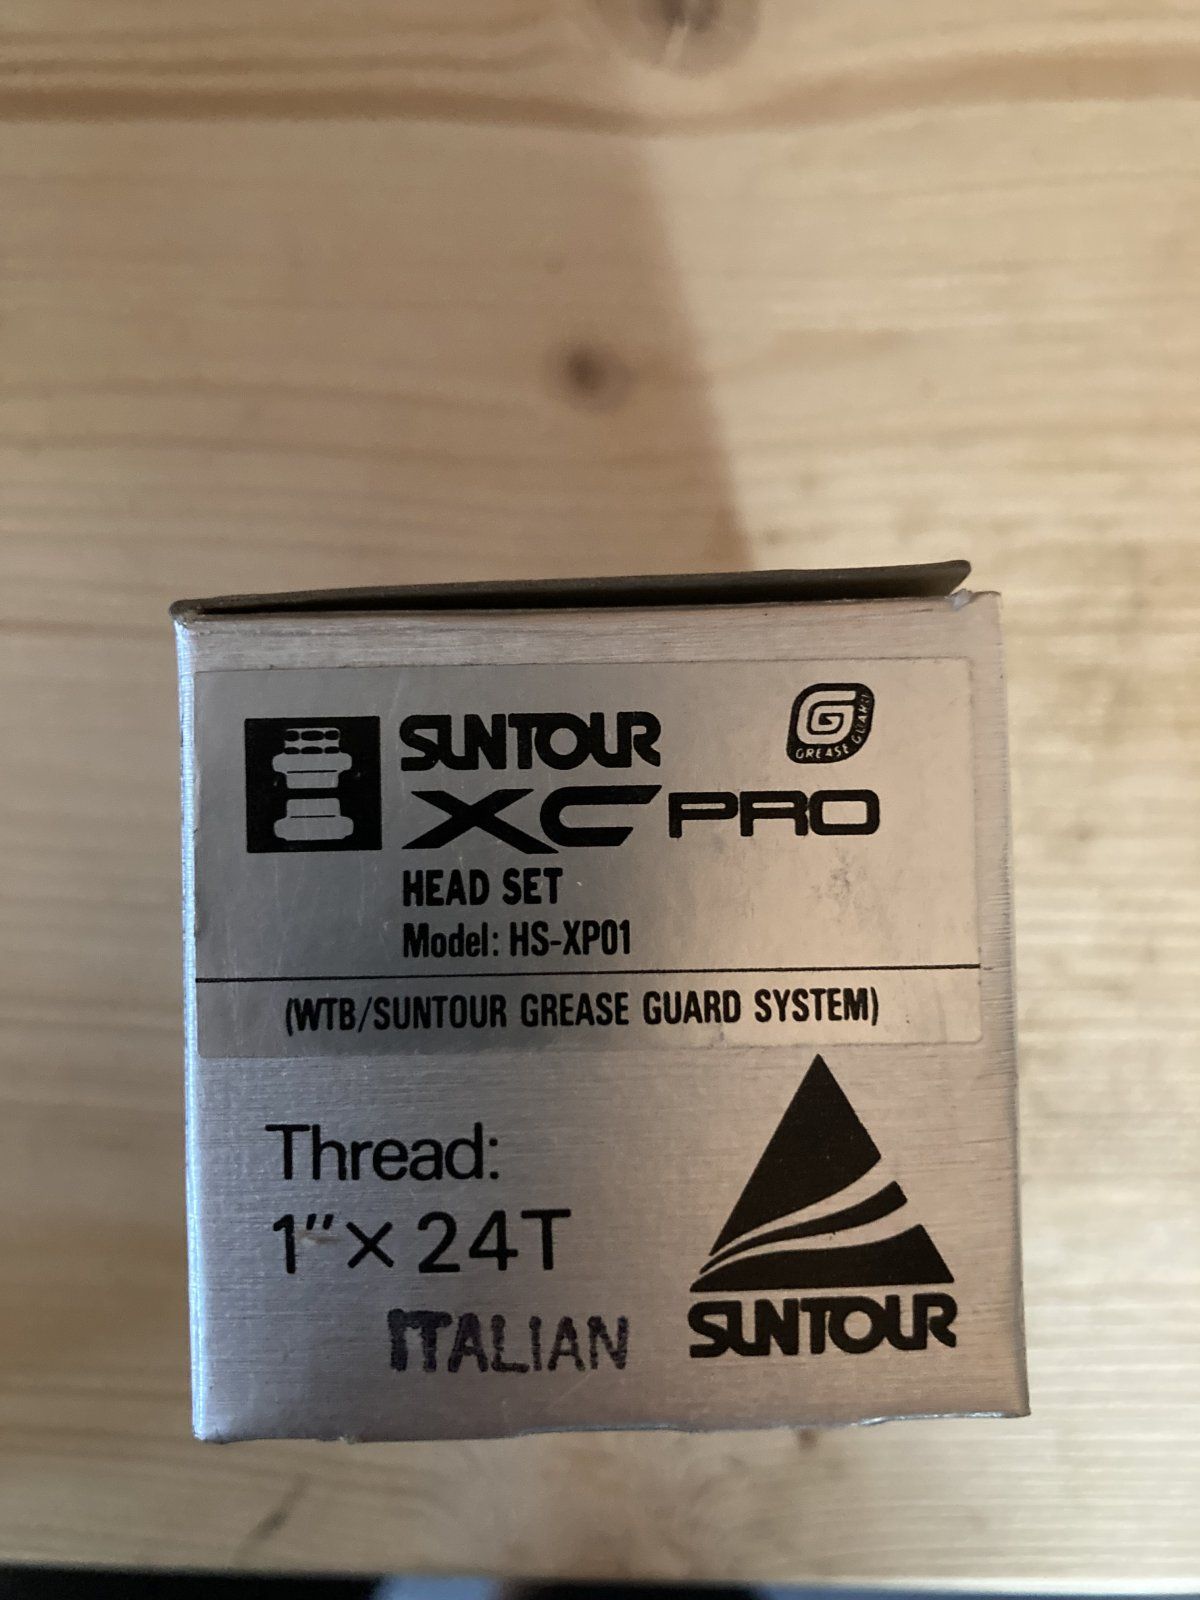 SUNTOUR
GREASE GUARD
XC PRO
HEAD SET
Model: HS-XP01
(WTB/SUNTOUR GREASE GUARD SYSTEM)
Thread:
1"× 24T
ITALIAN
SUNTOUR